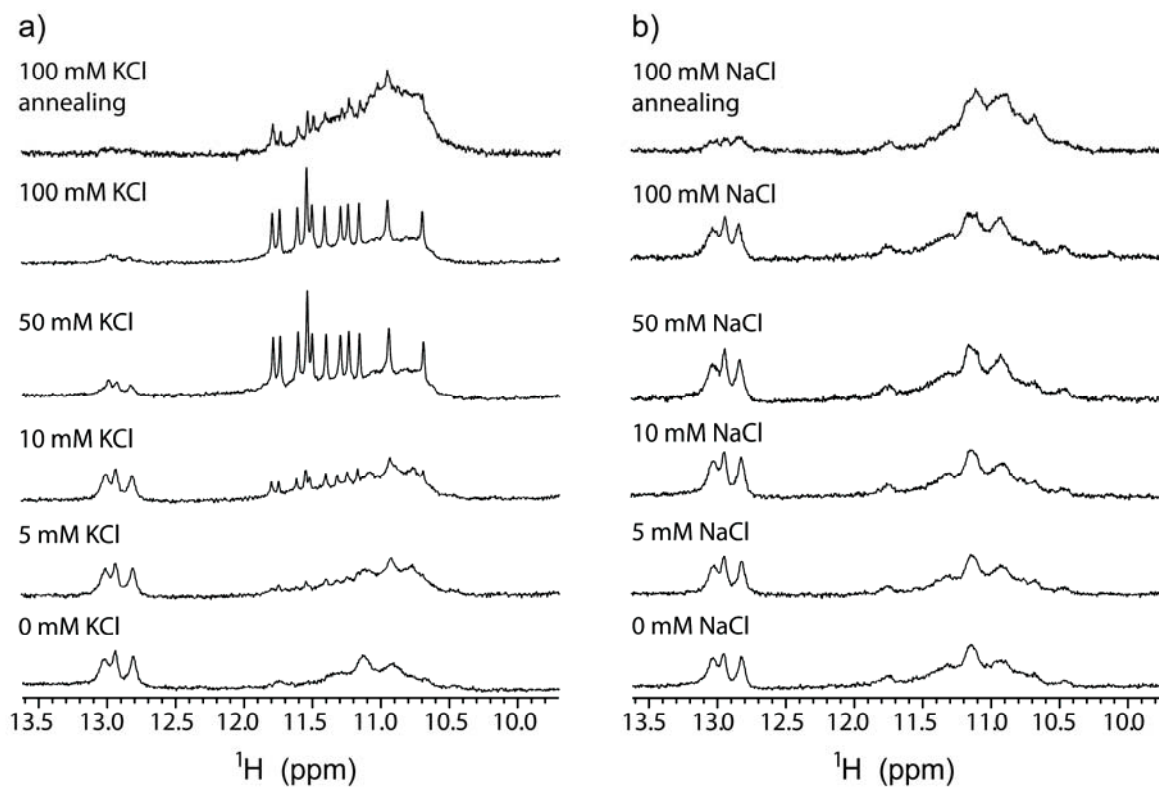 a)
100 mM KCl
annealing
100 mM KCl
50 mM KCl
10 mM KCl
5 mM KCl
0 mM KCl
13.5 13.0 12.5 12.0 11.5 11.0 10.5 10.0
¹H (ppm)
b)
100 mM NaCl
annealing
100 mM NaCl
50 mM NaCl
10 mM NaCl
5 mM NaCl
0 mM NaCl
13.5 13.0 12.5 12.0 11.5 11.0 10.5 10.0
¹H (ppm)